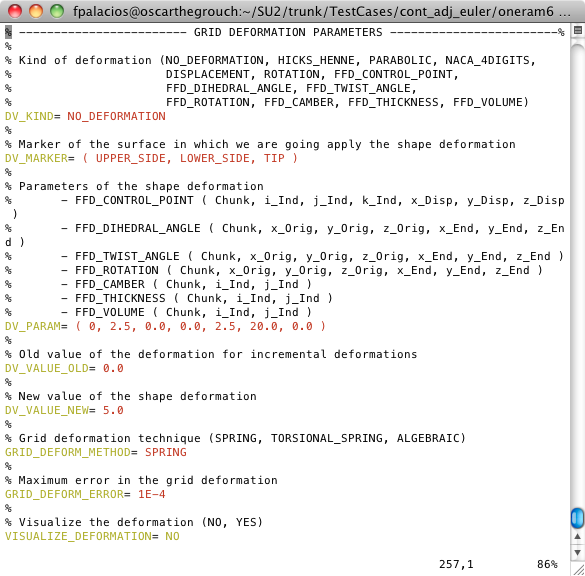 fpalacios@oscarthegrouch:~/SU2/trunk/TestCases/cont_adj_euler/oneram6 ...
% ------------------------ GRID DEFORMATION PARAMETERS ------------------------%
%
% Kind of deformation (NO_DEFORMATION, HICKS_HENNE, PARABOLIC, NACA_4DIGITS,
%                      DISPLACEMENT, ROTATION, FFD_CONTROL_POINT,
%                      FFD_DIHEDRAL_ANGLE, FFD_TWIST_ANGLE,
%                      FFD_ROTATION, FFD_CAMBER, FFD_THICKNESS, FFD_VOLUME)
DV_KIND= NO_DEFORMATION
%
% Marker of the surface in which we are going apply the shape deformation
DV_MARKER= ( UPPER_SIDE, LOWER_SIDE, TIP )
%
% Parameters of the shape deformation
%       - FFD_CONTROL_POINT ( Chunk, i_Ind, j_Ind, k_Ind, x_Disp, y_Disp, z_Disp
 )
%       - FFD_DIHEDRAL_ANGLE ( Chunk, x_Orig, y_Orig, z_Orig, x_End, y_End, z_En
d )
%       - FFD_TWIST_ANGLE ( Chunk, x_Orig, y_Orig, z_Orig, x_End, y_End, z_End )
%       - FFD_ROTATION ( Chunk, x_Orig, y_Orig, z_Orig, x_End, y_End, z_End )
%       - FFD_CAMBER ( Chunk, i_Ind, j_Ind )
%       - FFD_THICKNESS ( Chunk, i_Ind, j_Ind )
%       - FFD_VOLUME ( Chunk, i_Ind, j_Ind )
DV_PARAM= ( 0, 2.5, 0.0, 0.0, 2.5, 20.0, 0.0 )
%
% Old value of the deformation for incremental deformations
DV_VALUE_OLD= 0.0
%
% New value of the shape deformation
DV_VALUE_NEW= 5.0
%
% Grid deformation technique (SPRING, TORSIONAL_SPRING, ALGEBRAIC)
GRID_DEFORM_METHOD= SPRING
%
% Maximum error in the grid deformation
GRID_DEFORM_ERROR= 1E-4
%
% Visualize the deformation (NO, YES)
VISUALIZE_DEFORMATION= NO
257,1 86%